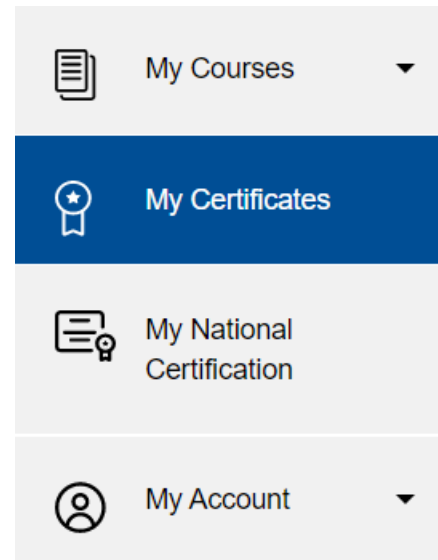 My Courses
My Certificates
My National
Certification
My Account